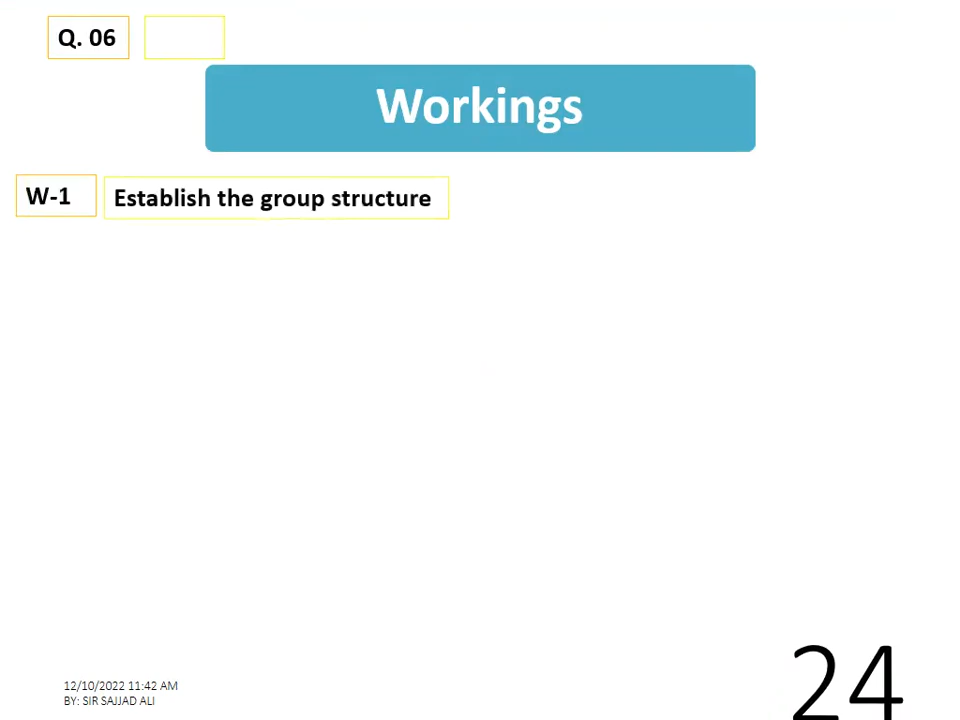 Q. 06
Workings
W-1
Establish the group structure
12/10/2022 11:42 AM
BY: SIR SAJJAD ALI
24